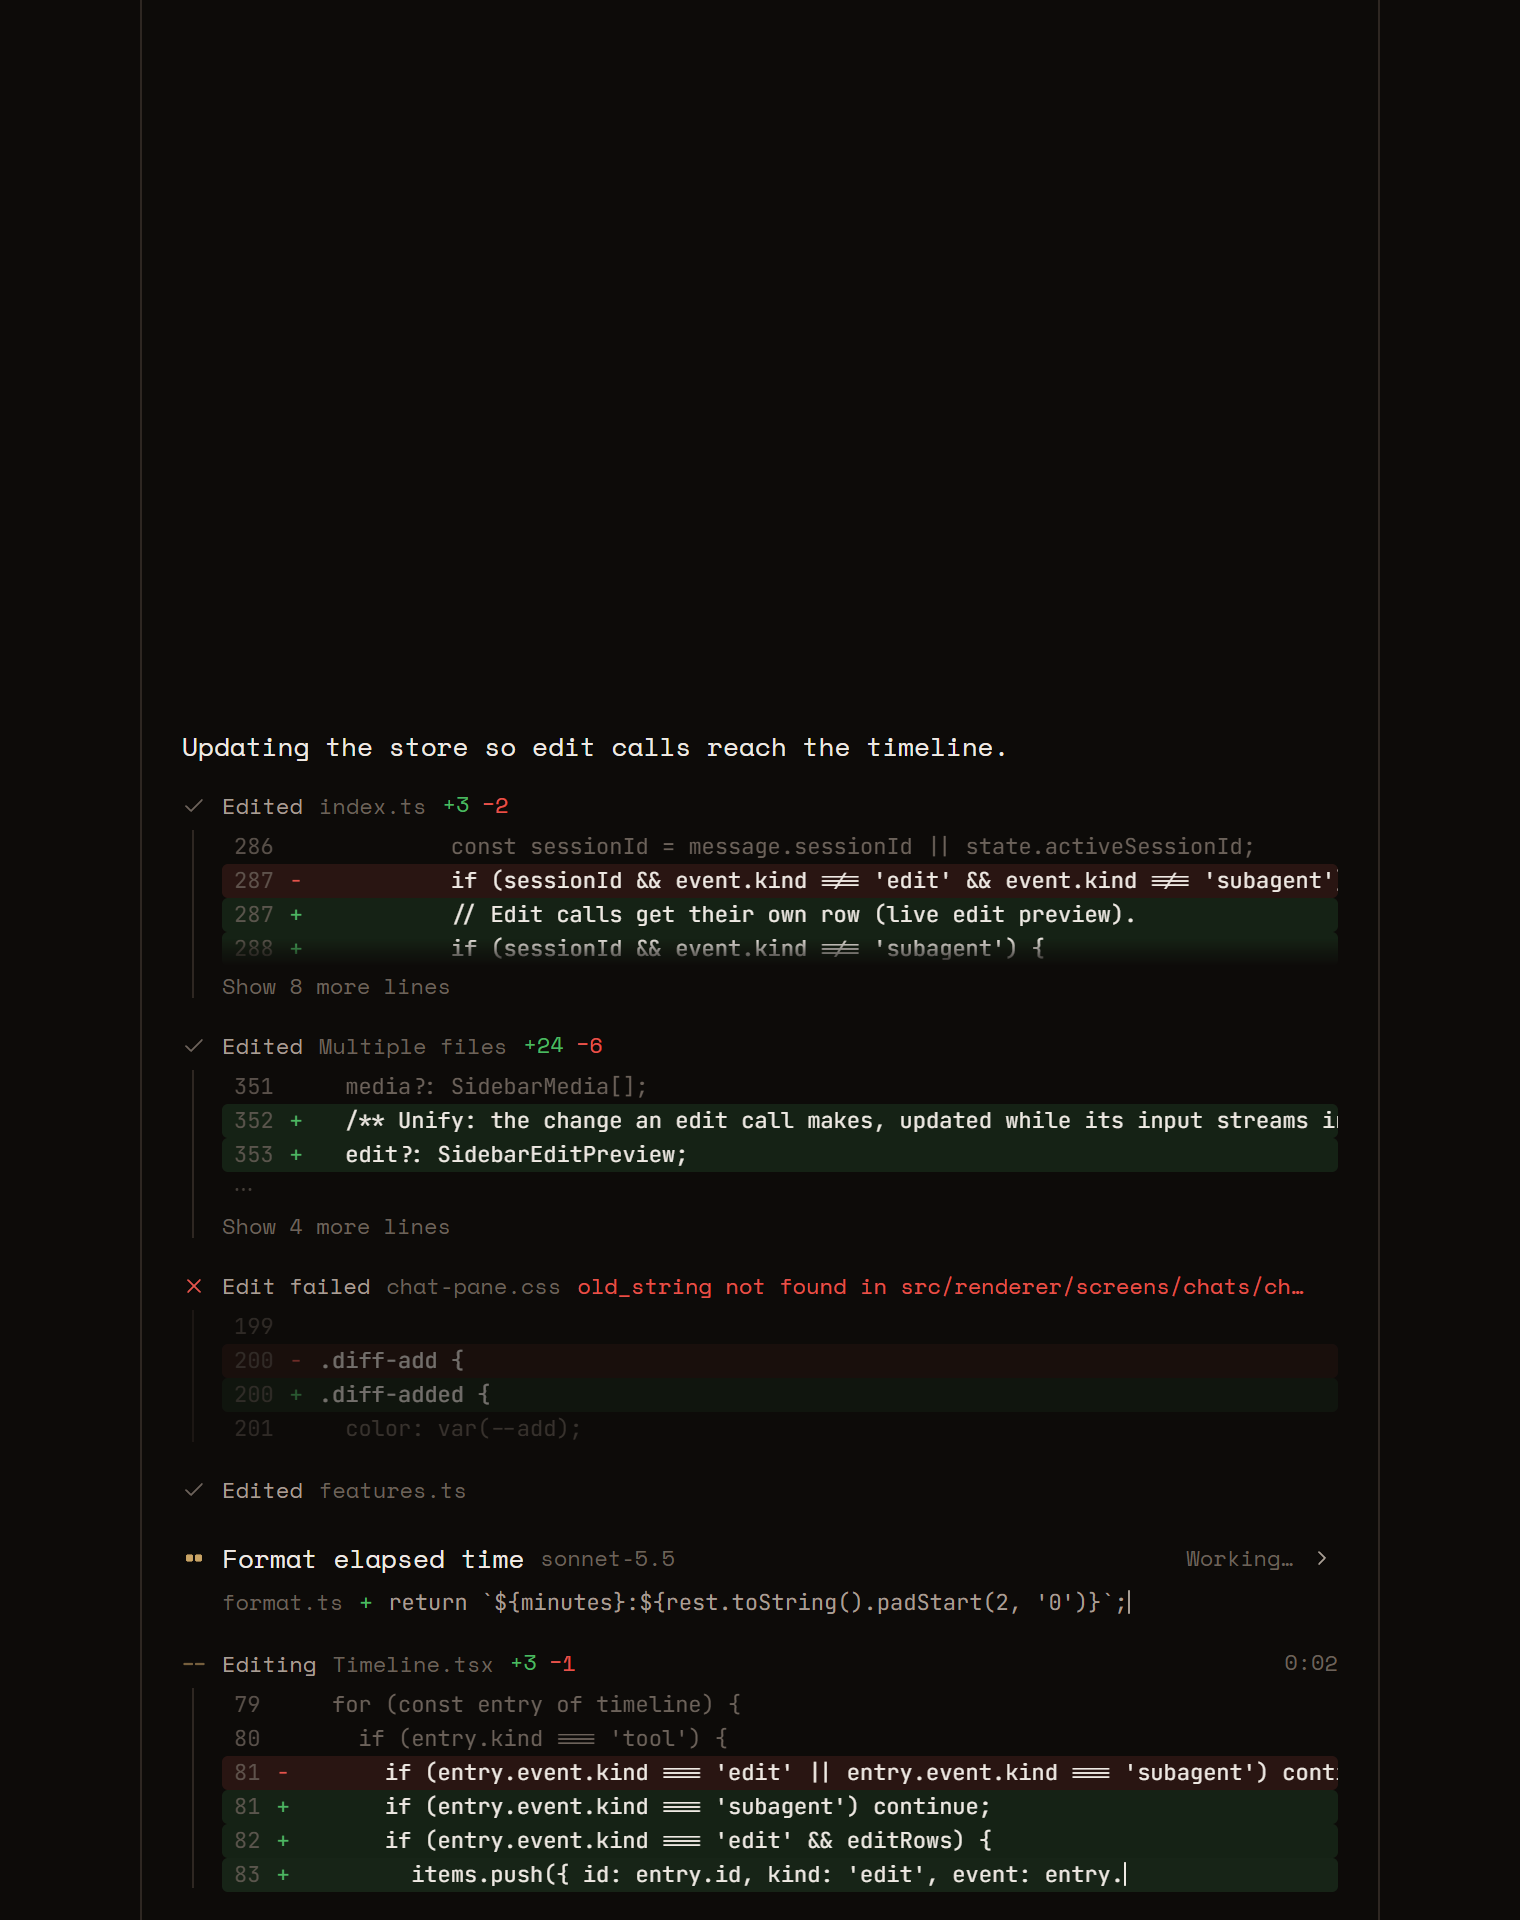 Updating the store so edit calls reach the timeline.
Edited index.ts +3 -2
286 const sessionId = message.sessionId || state.activeSessionId;
287 - if (sessionId && event.kind !== 'edit' && event.kind !== 'subagent')
287 + // Edit calls get their own row (live edit preview).
288 + if (sessionId && event.kind !== 'subagent') {
Show 8 more lines
Edited Multiple files +24 -6
351 media?: SidebarMedia[];
352 + /** Unify: the change an edit call makes, updated while its input streams i
353 + edit?: SidebarEditPreview;
...
Show 4 more lines
Edit failed chat-pane.css old_string not found in src/renderer/screens/chats/ch…
199
200 - .diff-add {
200 + .diff-added {
201 color: var(--add);
Edited features.ts
Format elapsed time sonnet-5.5 Working…
format.ts + return `${minutes}:${rest.toString().padStart(2, '0')}`;
Editing Timeline.tsx +3 -1 0:02
79 for (const entry of timeline) {
80 if (entry.kind === 'tool') {
81 - if (entry.event.kind === 'edit' || entry.event.kind === 'subagent') cont
81 + if (entry.event.kind === 'subagent') continue;
82 + if (entry.event.kind === 'edit' && editRows) {
83 + items.push({ id: entry.id, kind: 'edit', event: entry.